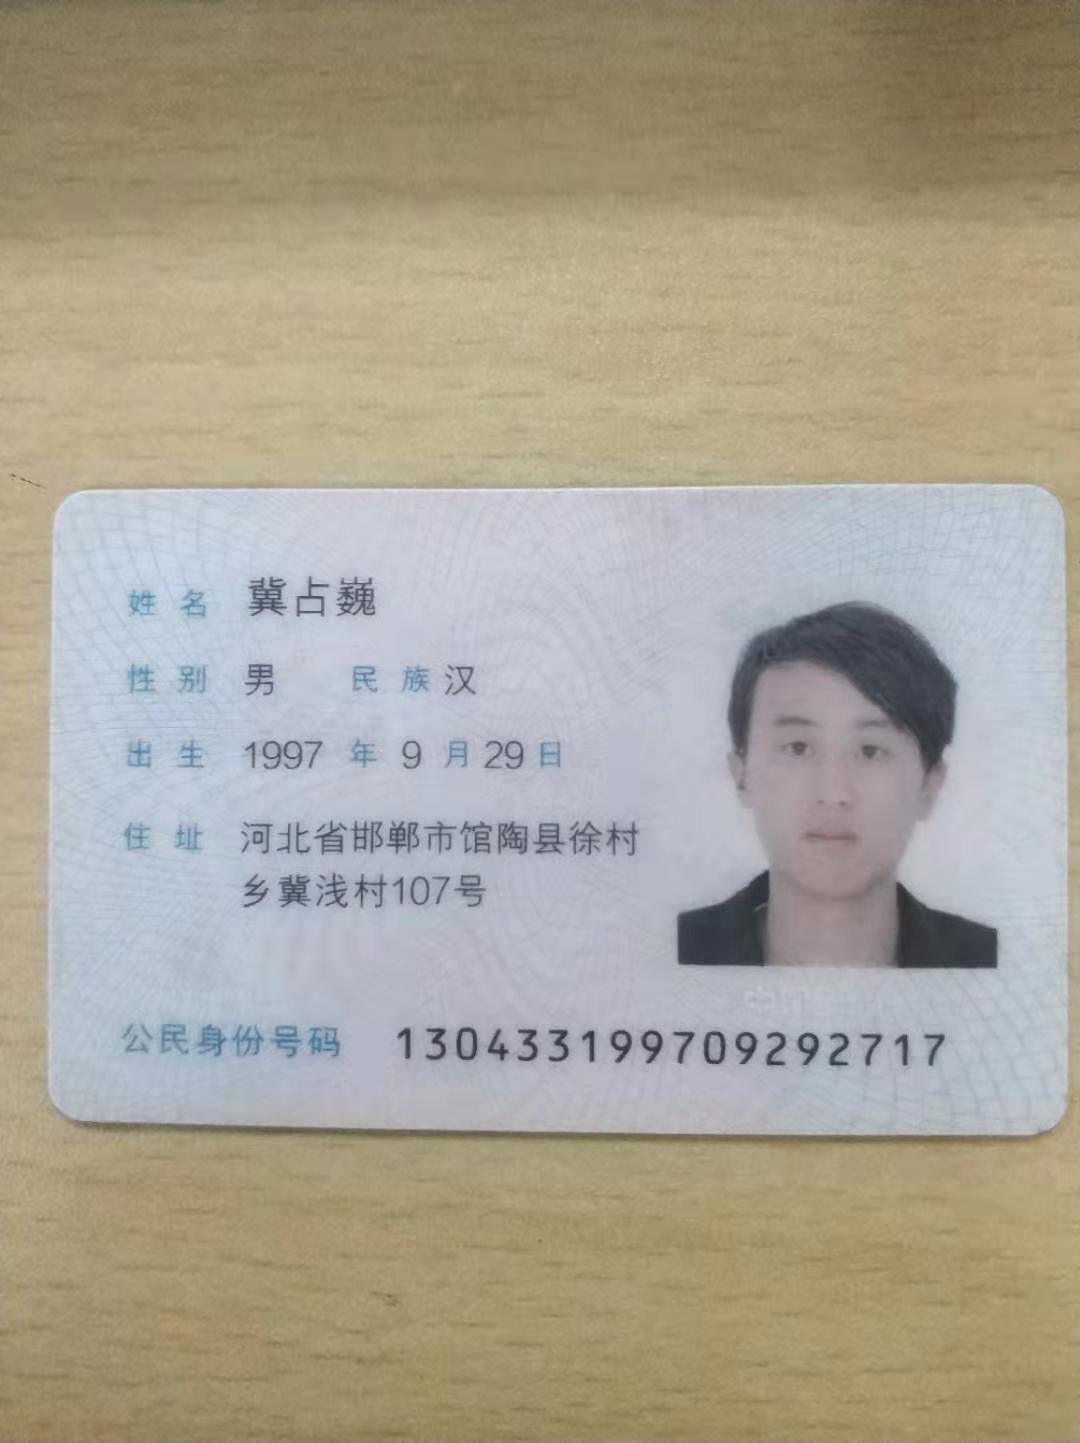 姓名 冀占巍
性别 男 民族 汉
出生 1997 年 9 月 29 日
住址 河北省邯郸市馆陶县徐村
乡冀浅村107号
公民身份号码 130433199709292717